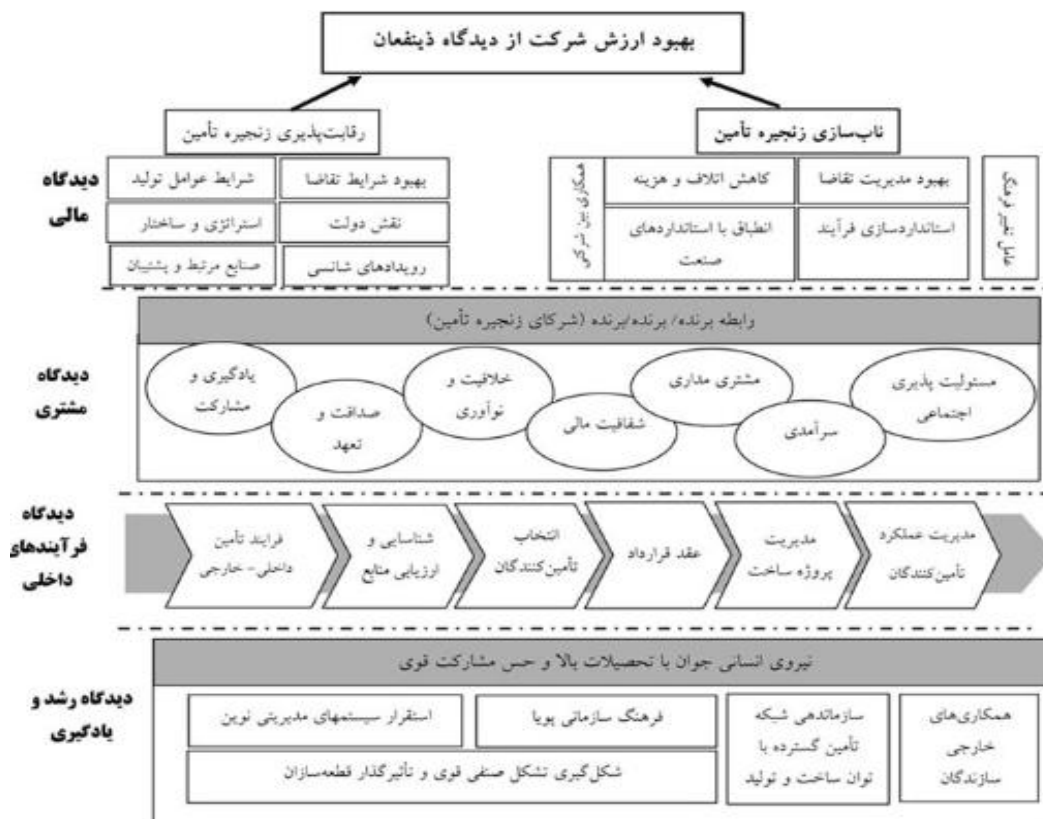 بهبود ارزش شرکت از دیدگاه ذینفعان
ناب‌سازی زنجیره تأمین
رقابت‌پذیری زنجیره تأمین
دیدگاه
مالی
عامل تغییر فرهنگ
بهبود مدیریت تقاضا
کاهش اتلاف و هزینه
استانداردسازی فرآیند
انطباق با استانداردهای
صنعت
همکاری بین شرکتی
بهبود شرایط تقاضا
شرایط عوامل تولید
نقش دولت
استراتژی و ساختار
رویدادهای شانسی
صنایع مرتبط و پشتیبان
دیدگاه
مشتری
رابطه برنده/ برنده/برنده (شرکای زنجیره تأمین)
مسئولیت پذیری
اجتماعی
سرآمدی
مشتری مداری
شفافیت مالی
خلاقیت و
نوآوری
صداقت و
تعهد
یادگیری و
مشارکت
دیدگاه
فرآیندهای
داخلی
فرایند تأمین
داخلی- خارجی
شناسایی و
ارزیابی منابع
انتخاب
تأمین‌کنندگان
عقد قرارداد
مدیریت
پروژه ساخت
مدیریت عملکرد
تأمین‌کنندگان
دیدگاه رشد و
یادگیری
نیروی انسانی جوان با تحصیلات بالا و حس مشارکت قوی
همکاری‌های
خارجی
سازندگان
سازماندهی شبکه
تأمین گسترده با
توان ساخت و تولید
فرهنگ سازمانی پویا
استقرار سیستمهای مدیریتی نوین
شکل‌گیری تشکل صنفی قوی و تأثیرگذار قطعه‌سازان